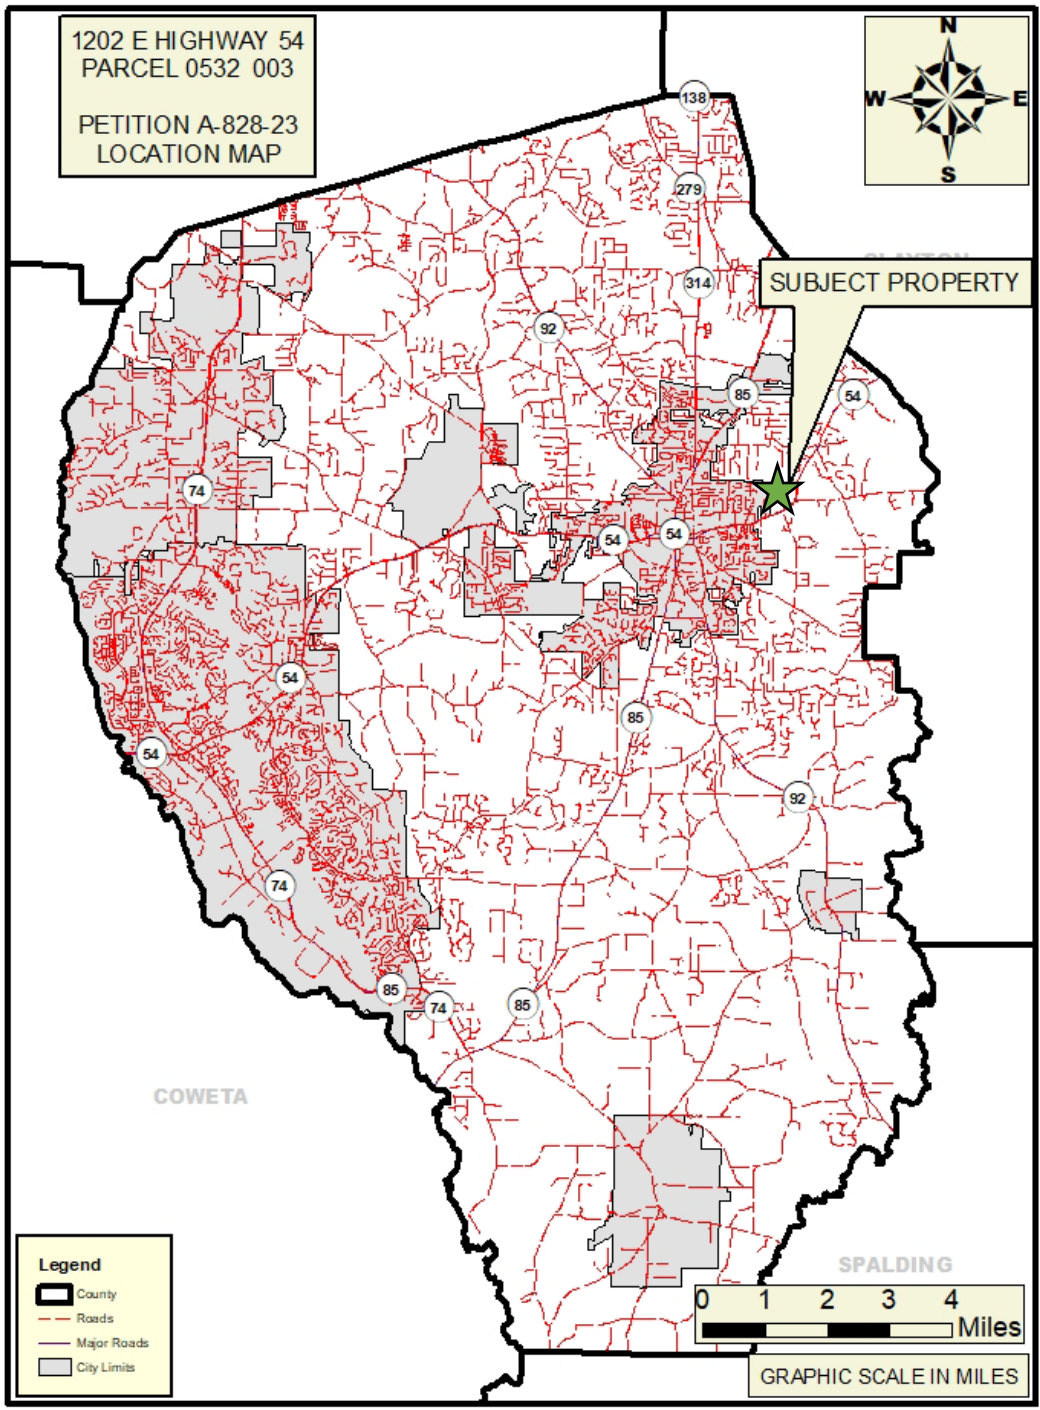 1202 E HIGHWAY 54
PARCEL 0532 003
PETITION A-828-23
LOCATION MAP
N
W
E
S
138
279
CLAYTON
SUBJECT PROPERTY
314
92
85
54
74
54
54
54
85
54
92
74
85
74
85
COWETA
SPALDING
Legend
County
Roads
Major Roads
City Limits
0 1 2 3 4
Miles
GRAPHIC SCALE IN MILES